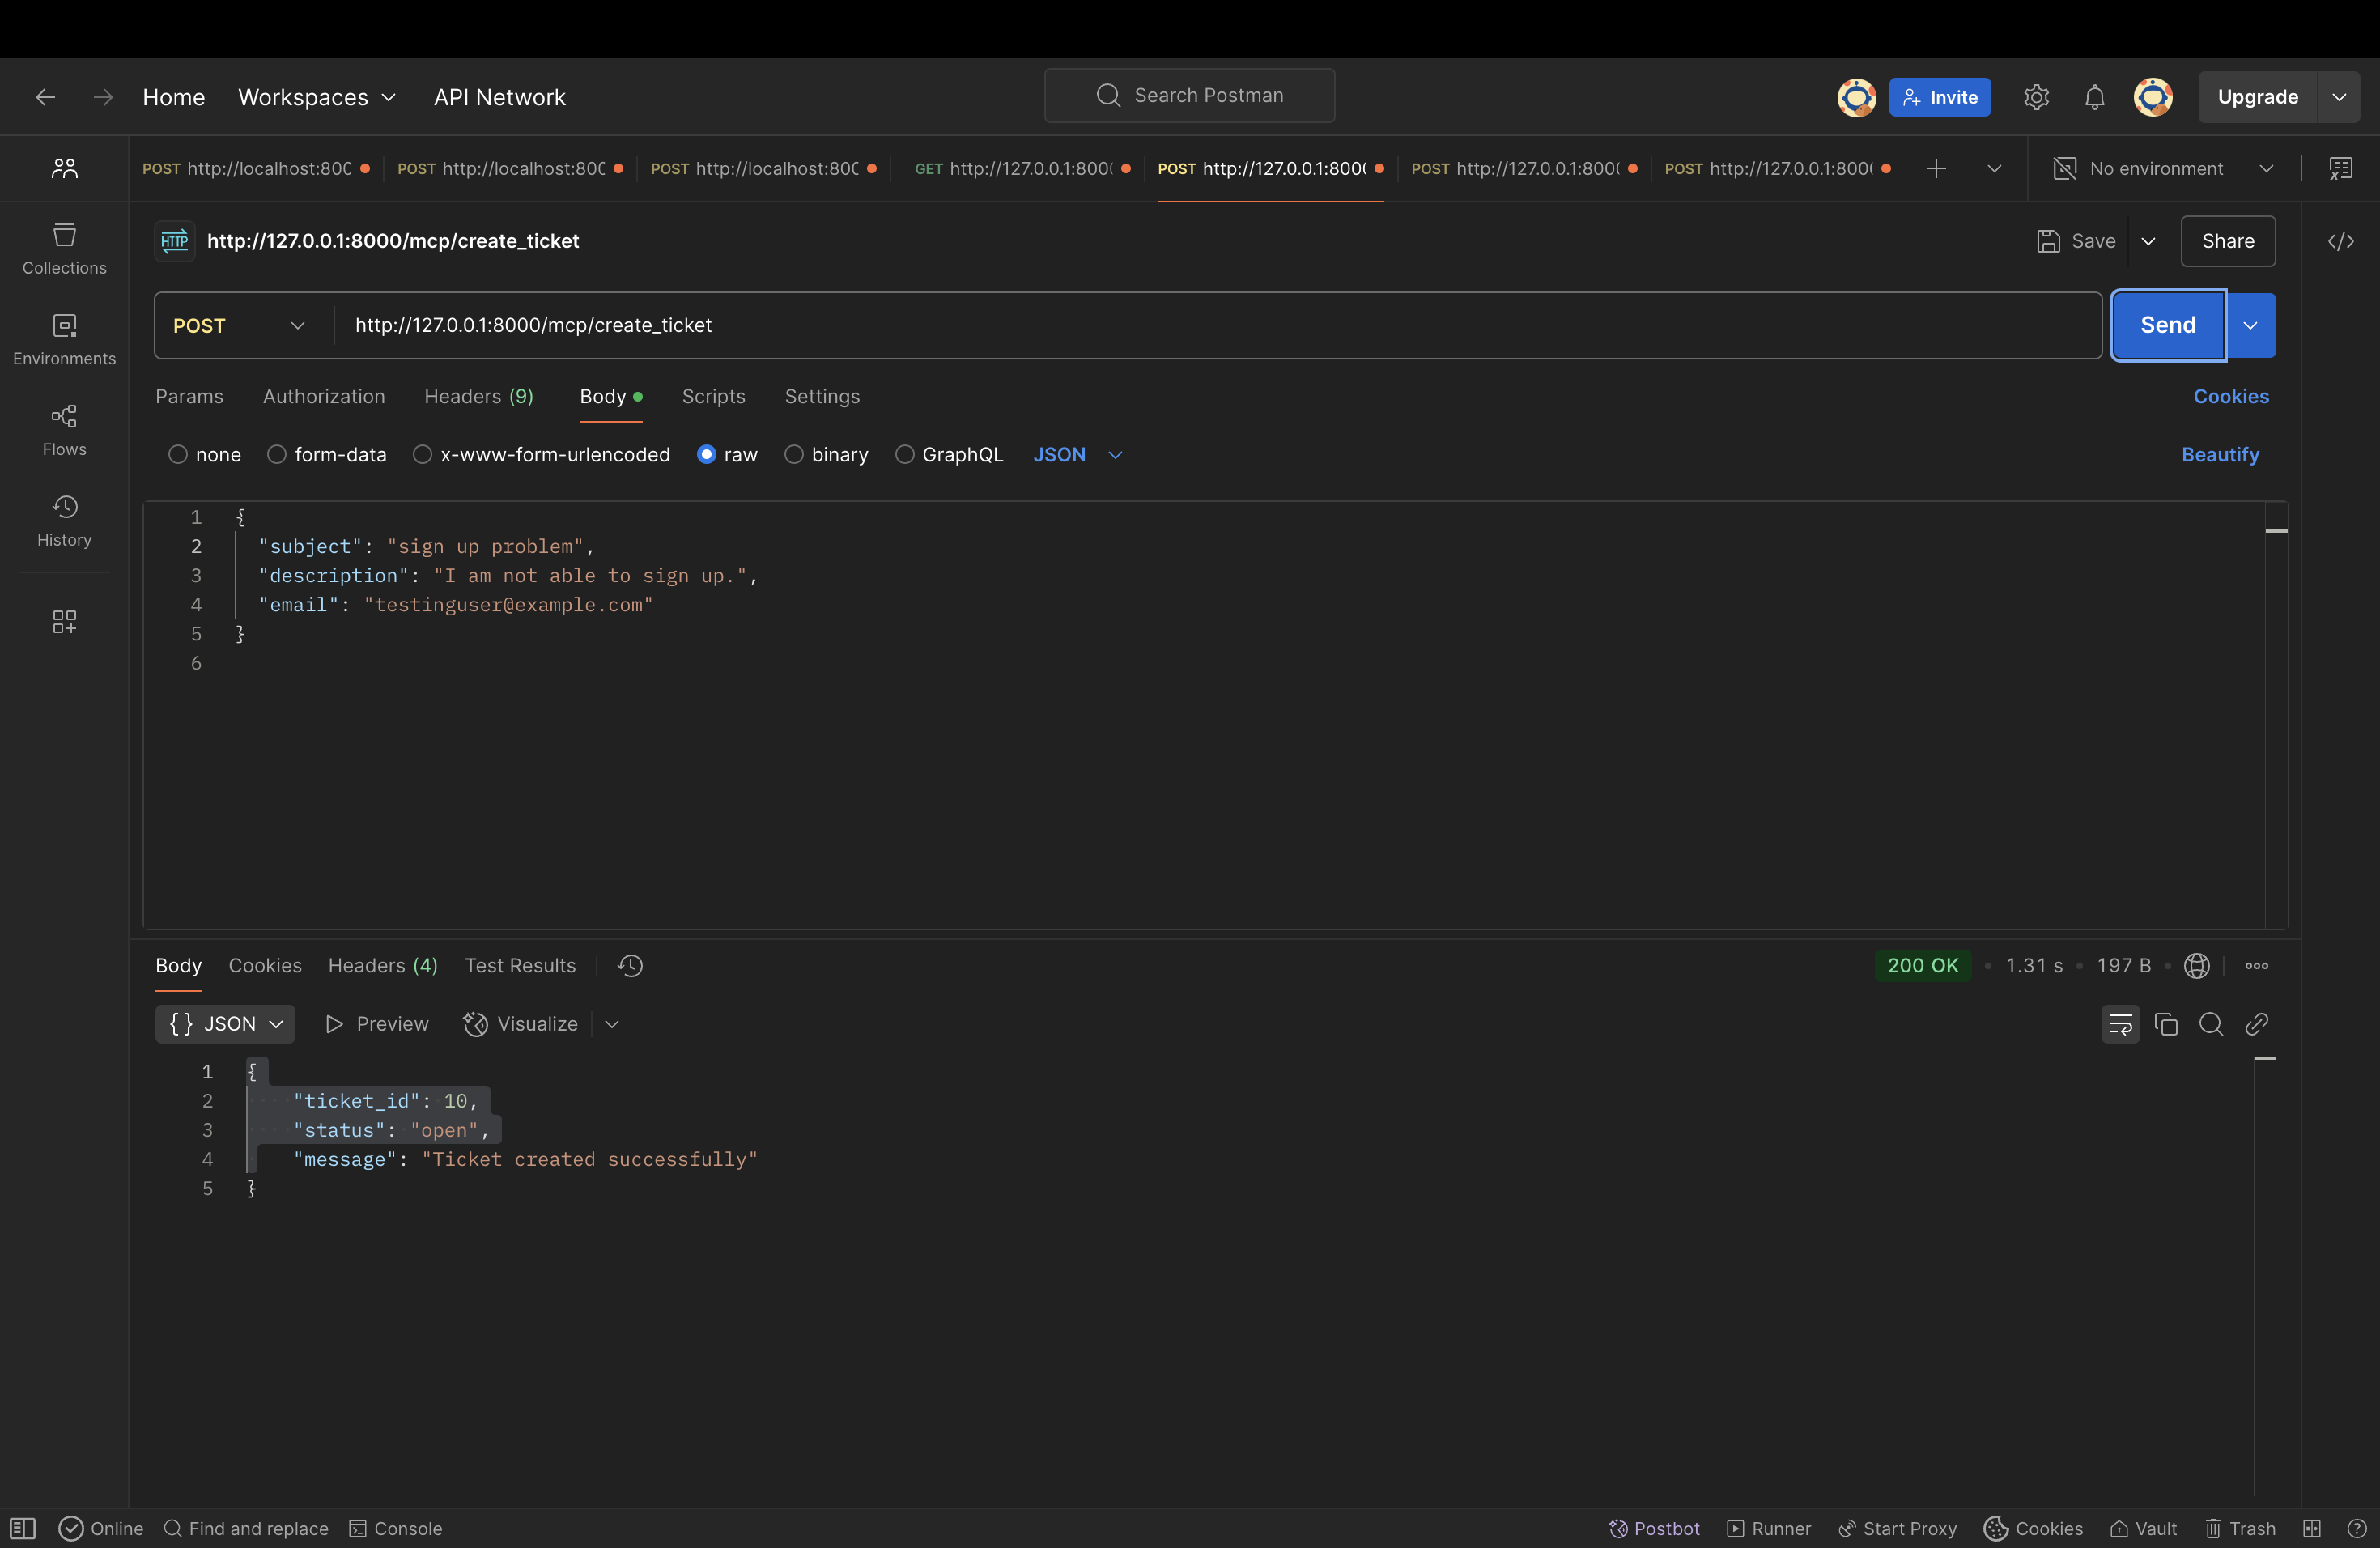 Home Workspaces API Network Search Postman Invite Upgrade
POST http://localhost:800 POST http://localhost:800 POST http://localhost:800 GET http://127.0.0.1:800 POST http://127.0.0.1:800 POST http://127.0.0.1:800 POST http://127.0.0.1:800 No environment
Collections
Environments
Flows
History
HTTP http://127.0.0.1:8000/mcp/create_ticket Save Share
POST http://127.0.0.1:8000/mcp/create_ticket Send
Params Authorization Headers (9) Body Scripts Settings Cookies
none form-data x-www-form-urlencoded raw binary GraphQL JSON Beautify
1 {
2 "subject": "sign up problem",
3 "description": "I am not able to sign up.",
4 "email": "testinguser@example.com"
5 }
6
Body Cookies Headers (4) Test Results 200 OK • 1.31 s • 197 B •
{} JSON Preview Visualize
1 {
2 "ticket_id": 10,
3 "status": "open",
4 "message": "Ticket created successfully"
5 }
Online Find and replace Console Postbot Runner Start Proxy Cookies Vault Trash